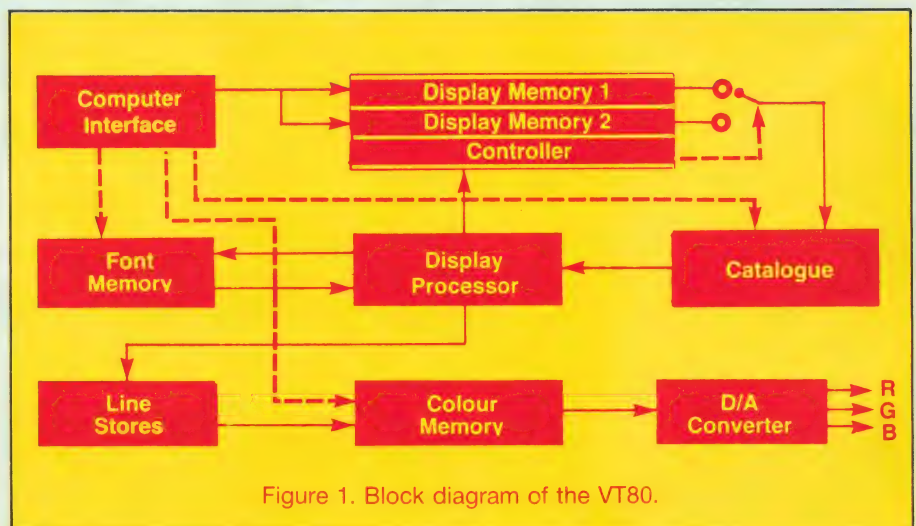 Computer
Interface
Display Memory 1
Display Memory 2
Controller
Font
Memory
Display
Processor
Catalogue
Line
Stores
Colour
Memory
D/A
Converter
R
G
B
Figure 1. Block diagram of the VT80.